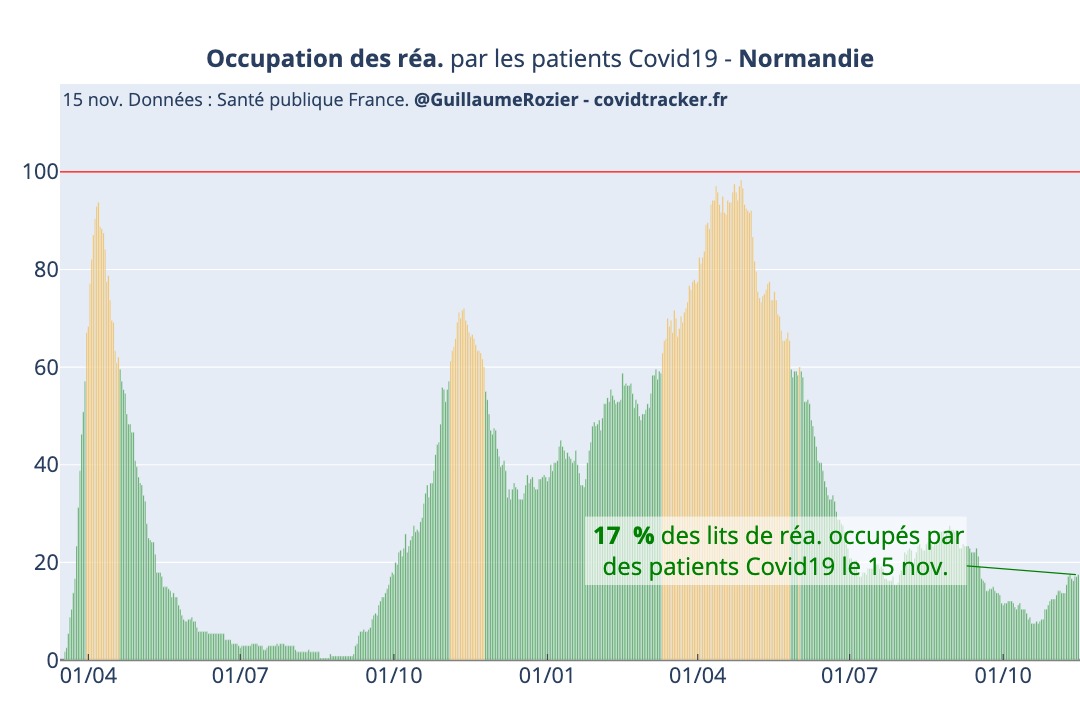 Occupation des réa. par les patients Covid19 - Normandie
15 nov. Données : Santé publique France. @GuillaumeRozier - covidtracker.fr
100
80
60
40
20
0
17 % des lits de réa. occupés par
des patients Covid19 le 15 nov.
01/04 01/07 01/10 01/01 01/04 01/07 01/10